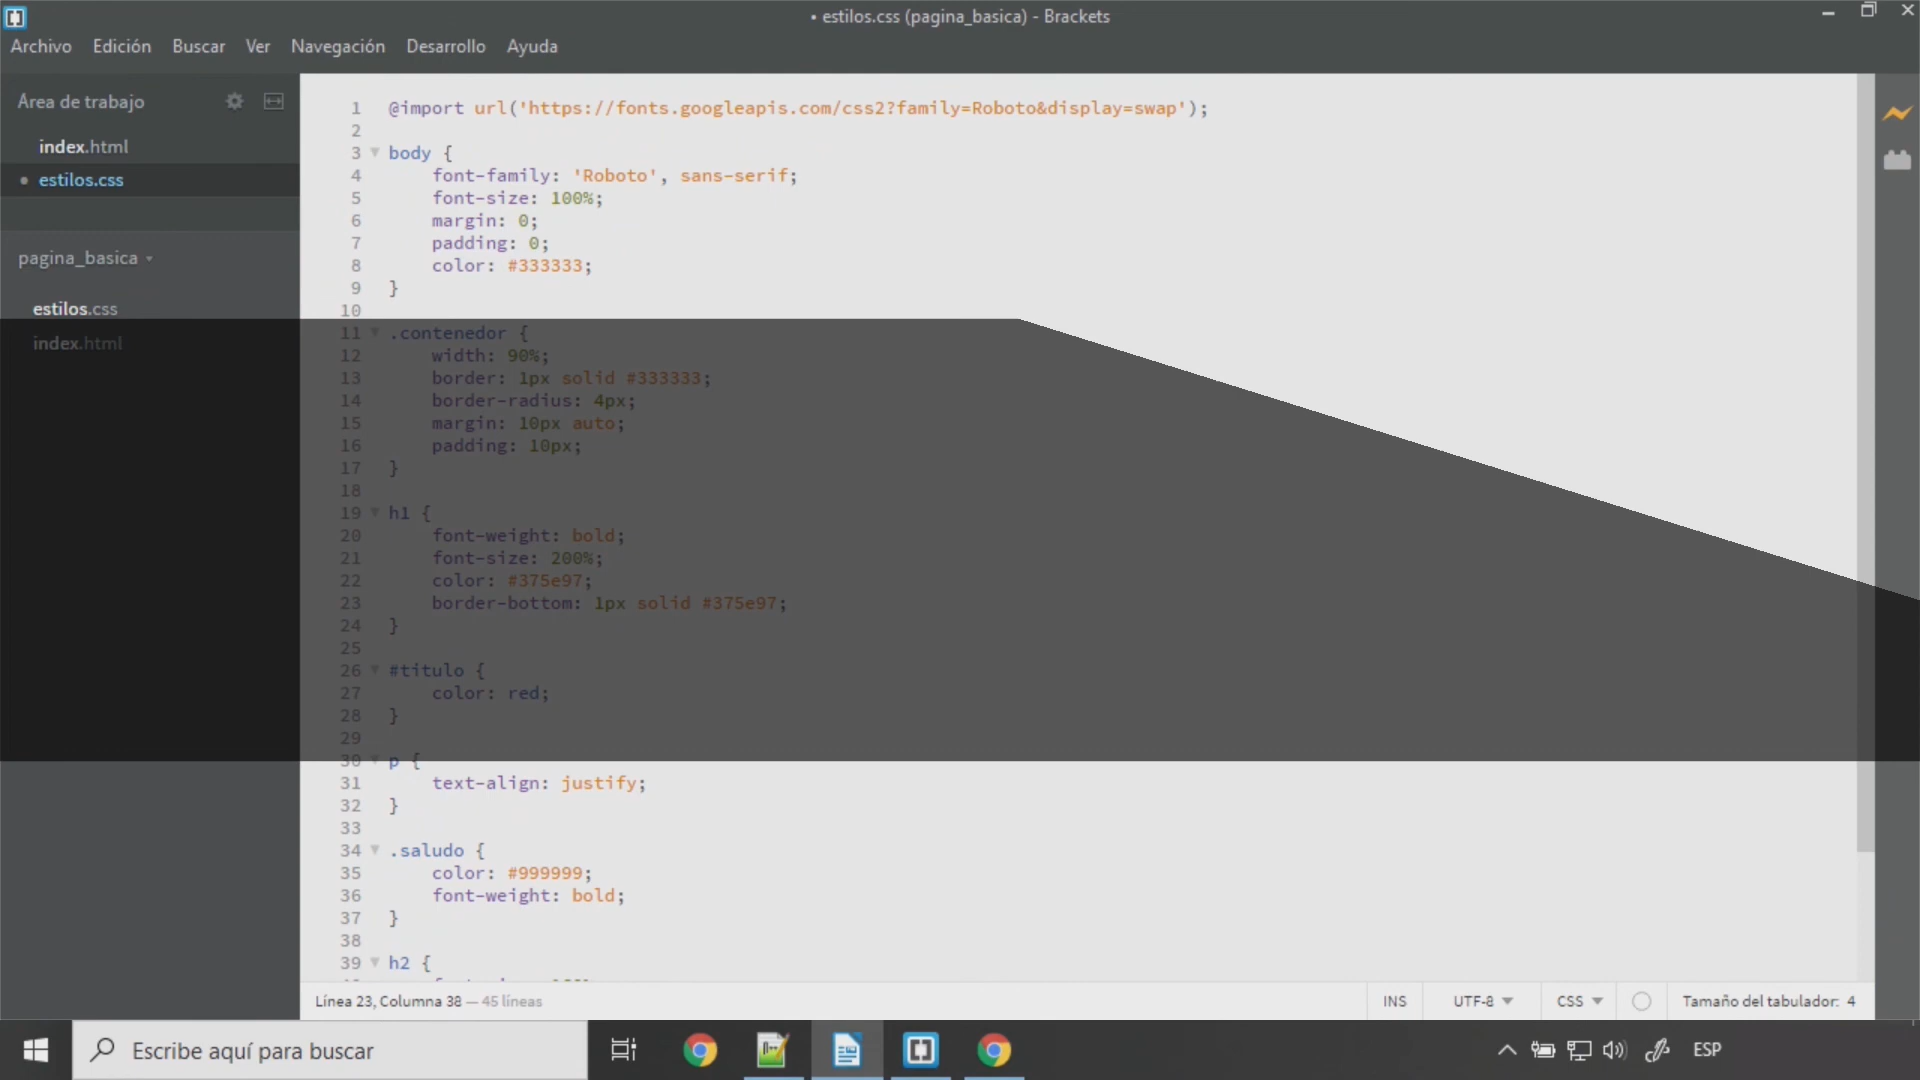 • estilos.css (pagina_basica) - Brackets
Archivo Edición Buscar Ver Navegación Desarrollo Ayuda
Área de trabajo
index.html
• estilos.css
pagina_basica
estilos.css
index.html
1 @import url('https://fonts.googleapis.com/css2?family=Roboto&display=swap');
2
3 body {
4 font-family: 'Roboto', sans-serif;
5 font-size: 100%;
6 margin: 0;
7 padding: 0;
8 color: #333333;
9 }
10
11 .contenedor {
12 width: 90%;
13 border: 1px solid #333333;
14 border-radius: 4px;
15 margin: 10px auto;
16 padding: 10px;
17 }
18
19 h1 {
20 font-weight: bold;
21 font-size: 200%;
22 color: #375e97;
23 border-bottom: 1px solid #375e97;
24 }
25
26 #titulo {
27 color: red;
28 }
29
30 p {
31 text-align: justify;
32 }
33
34 .saludo {
35 color: #999999;
36 font-weight: bold;
37 }
38
39 h2 {
Línea 23, Columna 38 — 45 líneas
INS UTF-8 CSS Tamaño del tabulador: 4
Escribe aquí para buscar
ESP